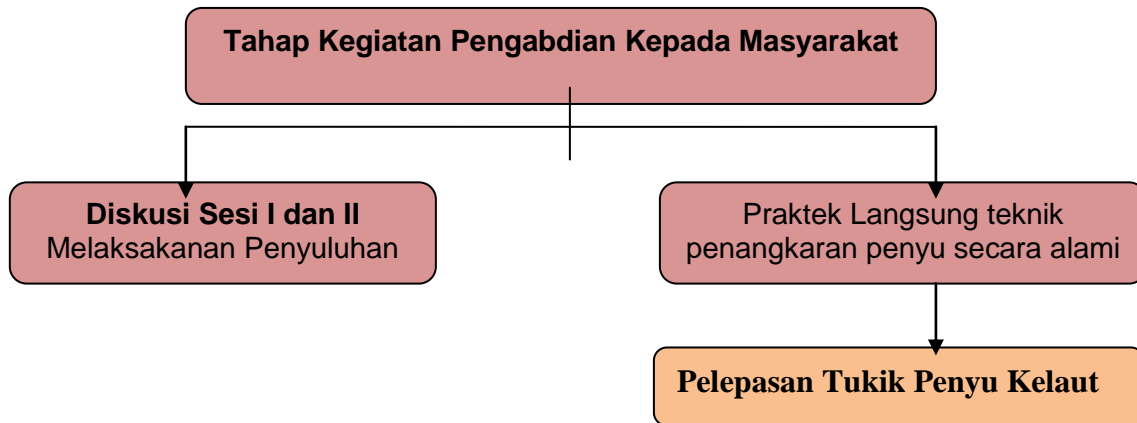 Tahap Kegiatan Pengabdian Kepada Masyarakat
Diskusi Sesi I dan II
Melaksakanan Penyuluhan
Praktek Langsung teknik
penangkaran penyu secara alami
Pelepasan Tukik Penyu Kelaut